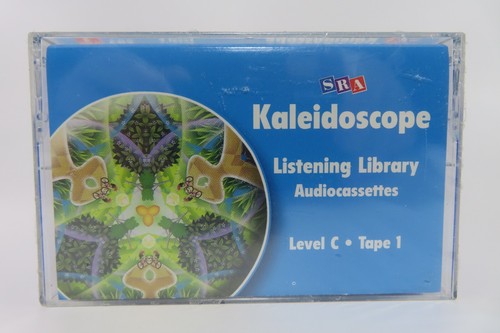 SRA
Kaleidoscope
Listening Library
Audiocassettes
Level C • Tape 1